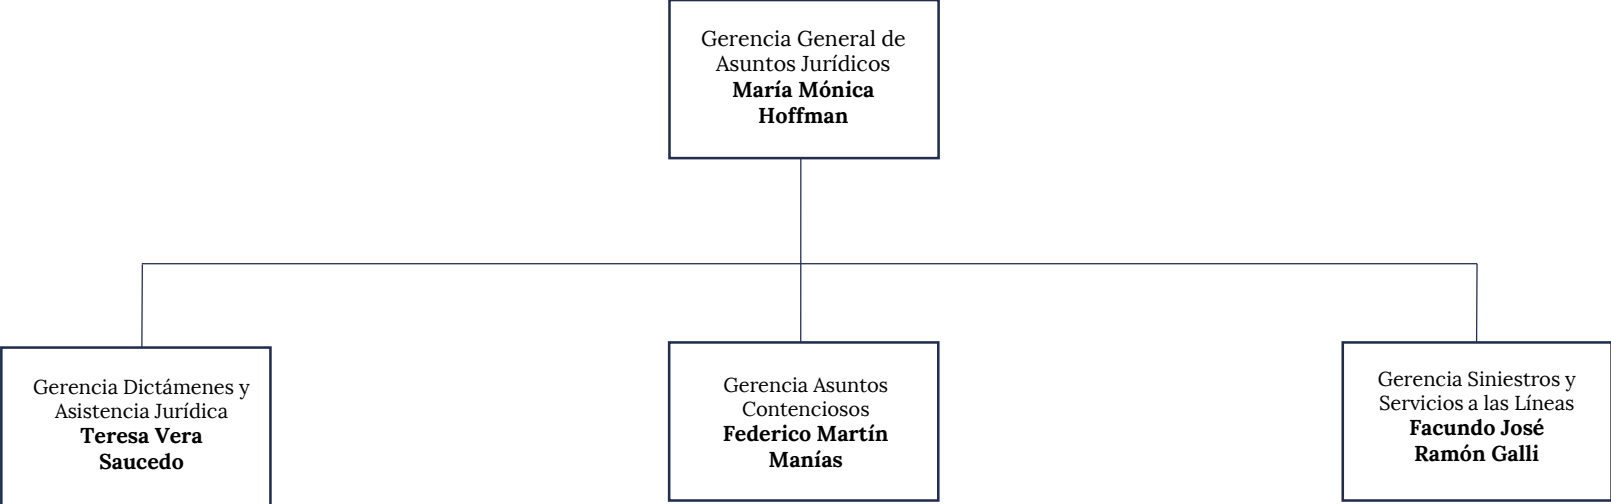 Gerencia General de
Asuntos Jurídicos
María Mónica
Hoffman
Gerencia Dictámenes y
Asistencia Jurídica
Teresa Vera
Saucedo
Gerencia Asuntos
Contenciosos
Federico Martín
Manías
Gerencia Siniestros y
Servicios a las Líneas
Facundo José
Ramón Galli